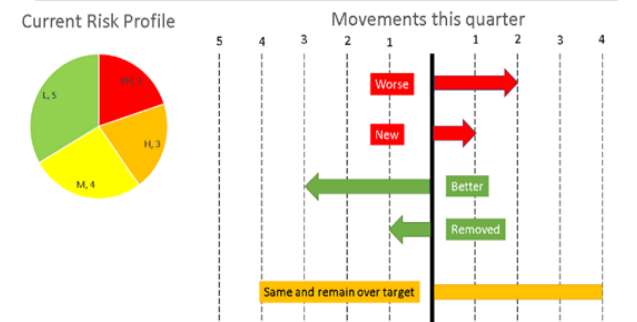 Current Risk Profile
Movements this quarter
5 4 3 2 1 1 2 3 4
VH, 3
L, 5
H, 3
M, 4
Worse
New
Better
Removed
Same and remain over target